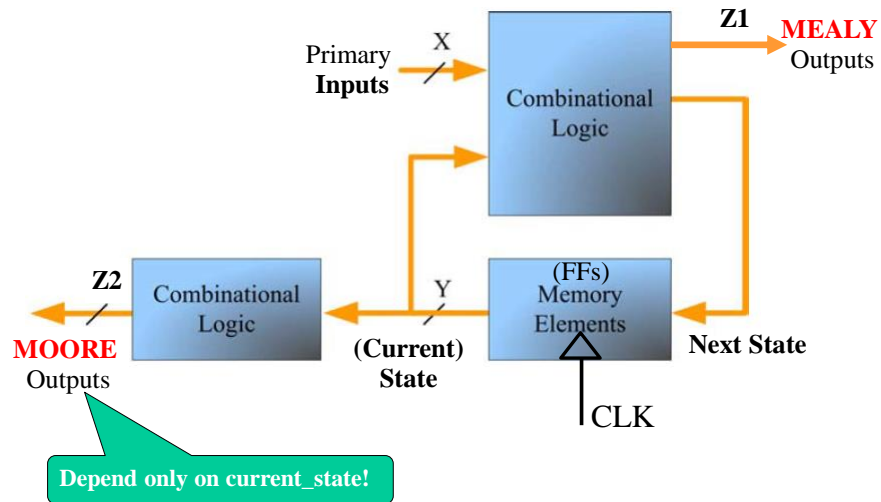 Z1
MEALY
Outputs
X
Primary
Inputs
Combinational
Logic
(FFs)
Memory
Elements
Z2
Combinational
Logic
Y
MOORE
Outputs
(Current)
State
Next State
CLK
Depend only on current_state!